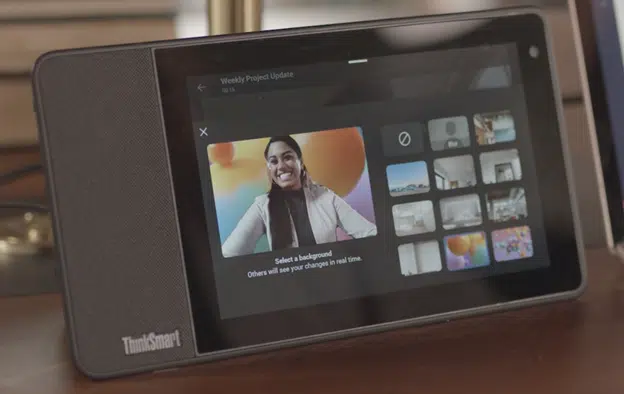 Weekly Project Update
Select a background
Others will see your changes in real time.
ThinkSmart